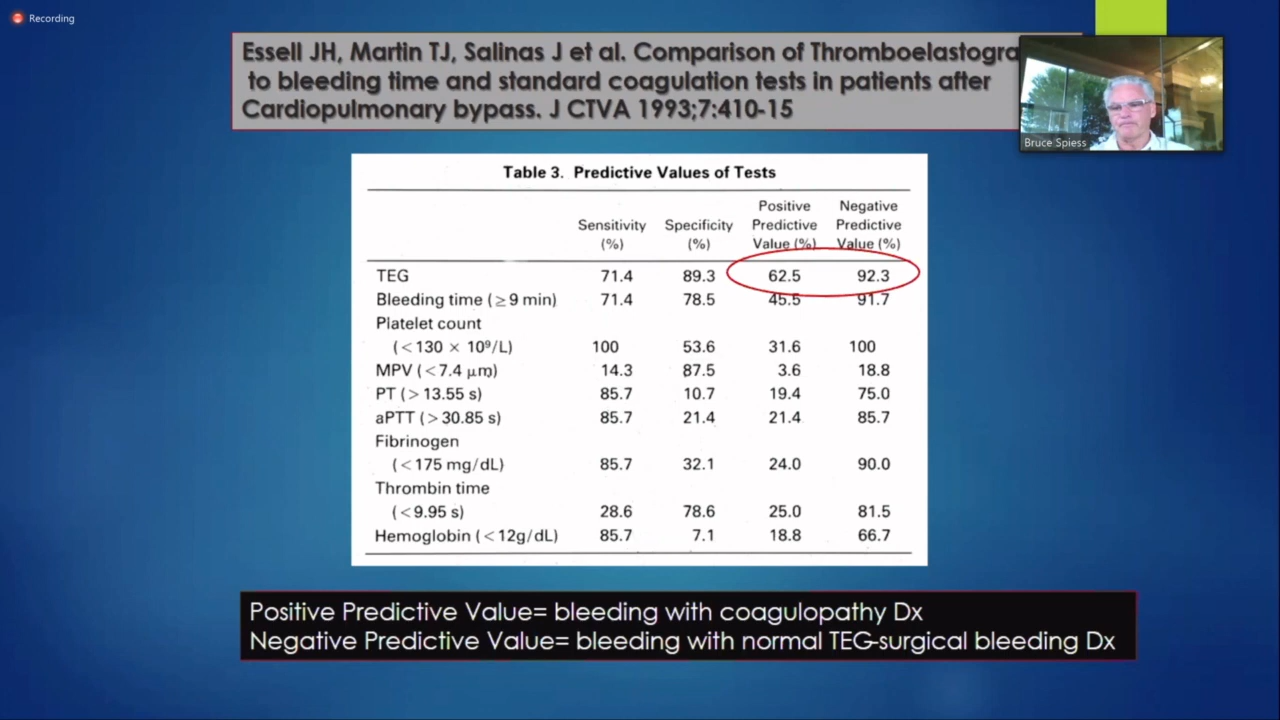 Recording
Essell JH, Martin TJ, Salinas J et al. Comparison of
to bleeding time and standard coagulation tests in patients after
Cardiopulmonary bypass. J CTVA 1993;7:410-15
Bruce Spiess
Table 3. Predictive Values of Tests
Sensitivity (%) Specificity (%) Positive Predictive Value (%) Negative Predictive Value (%)
TEG 71.4 89.3 62.5 92.3
Bleeding time (≥ 9 min) 71.4 78.5 45.5 91.7
Platelet count
(<130 × 10⁹/L) 100 53.6 31.6 100
MPV (<7.4 μm) 14.3 87.5 3.6 18.8
PT (> 13.55 s) 85.7 10.7 19.4 75.0
aPTT (> 30.85 s) 85.7 21.4 21.4 85.7
Fibrinogen
(<175 mg/dL) 85.7 32.1 24.0 90.0
Thrombin time
(<9.95 s) 28.6 78.6 25.0 81.5
Hemoglobin (<12g/dL) 85.7 7.1 18.8 66.7
Positive Predictive Value= bleeding with coagulopathy Dx
Negative Predictive Value= bleeding with normal TEG-surgical bleeding Dx